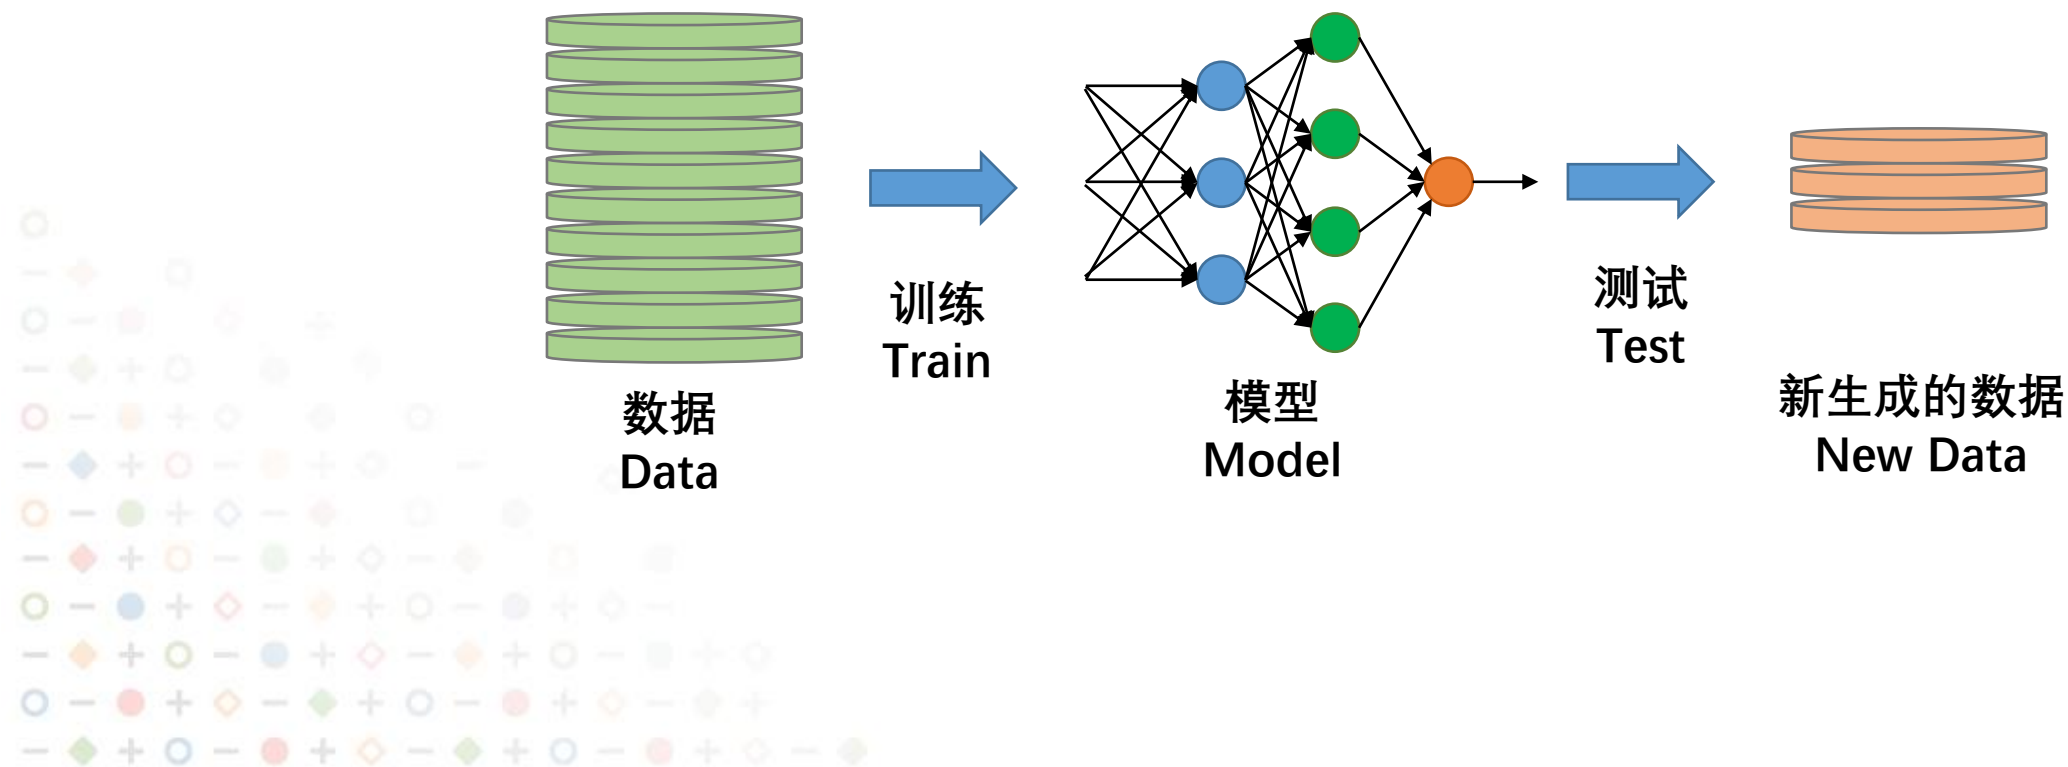 数据
Data
训练
Train
模型
Model
测试
Test
新生成的数据
New Data